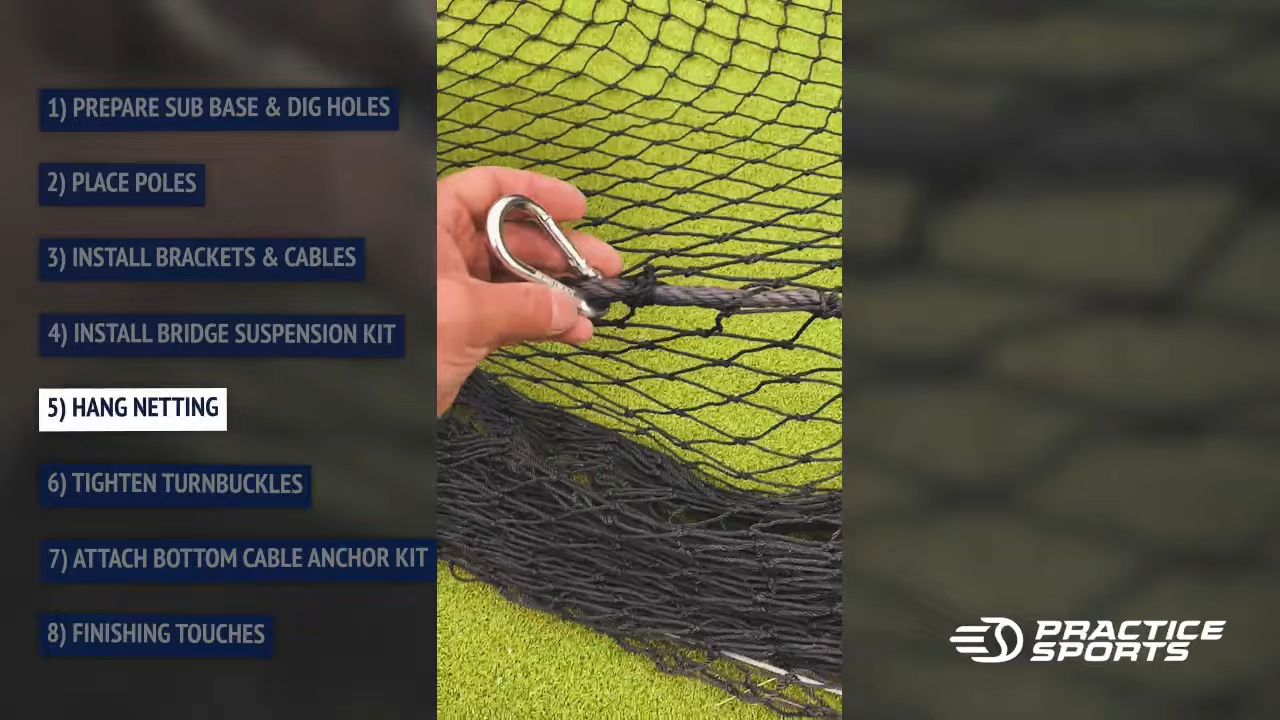 1) PREPARE SUB BASE & DIG HOLES
2) PLACE POLES
3) INSTALL BRACKETS & CABLES
4) INSTALL BRIDGE SUSPENSION KIT
5) HANG NETTING
6) TIGHTEN TURNBUCKLES
7) ATTACH BOTTOM CABLE ANCHOR KIT
8) FINISHING TOUCHES
PRACTICE
SPORTS